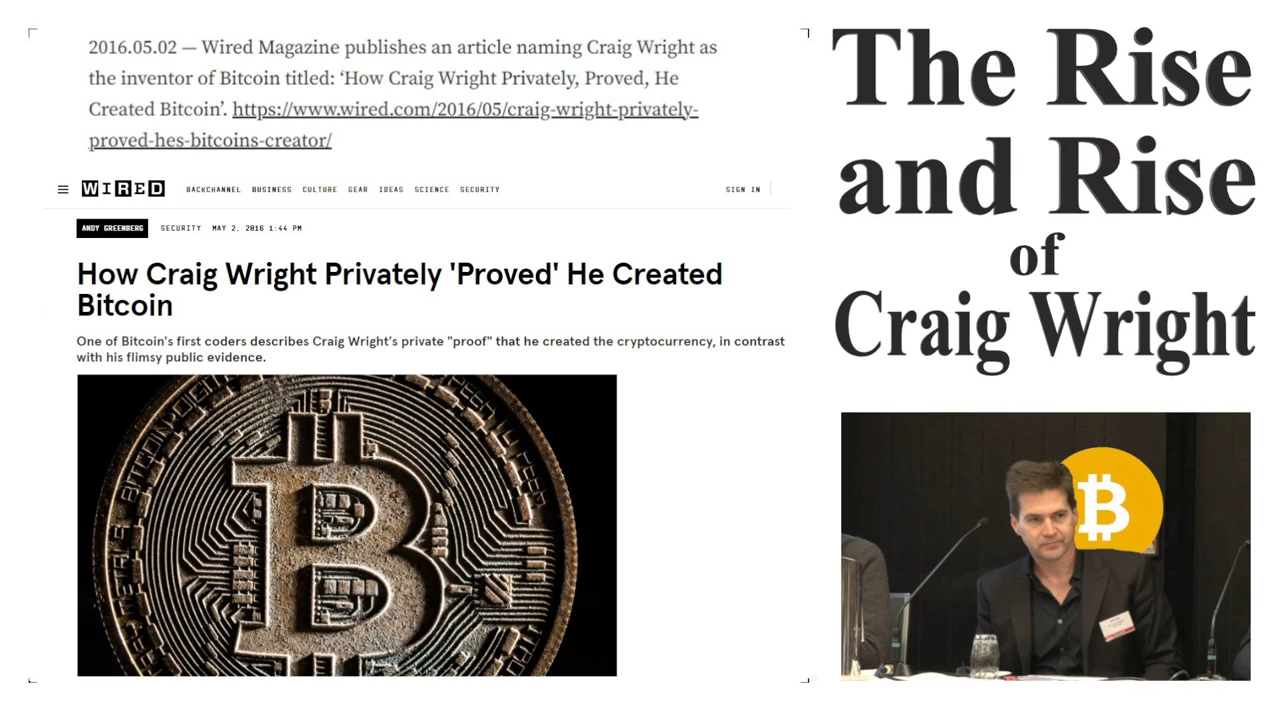 2016.05.02 — Wired Magazine publishes an article naming Craig Wright as
the inventor of Bitcoin titled: ‘How Craig Wright Privately, Proved, He
Created Bitcoin’. https://www.wired.com/2016/05/craig-wright-privately-
proved-hes-bitcoins-creator/
WIRED
BACKCHANNEL BUSINESS CULTURE GEAR IDEAS SCIENCE SECURITY
SIGN IN
ANDY GREENBERG SECURITY MAY 2, 2016 1:44 PM
How Craig Wright Privately 'Proved' He Created
Bitcoin
One of Bitcoin's first coders describes Craig Wright's private "proof" that he created the cryptocurrency, in contrast
with his flimsy public evidence.
BITCOIN
The Rise
and Rise
of
Craig Wright